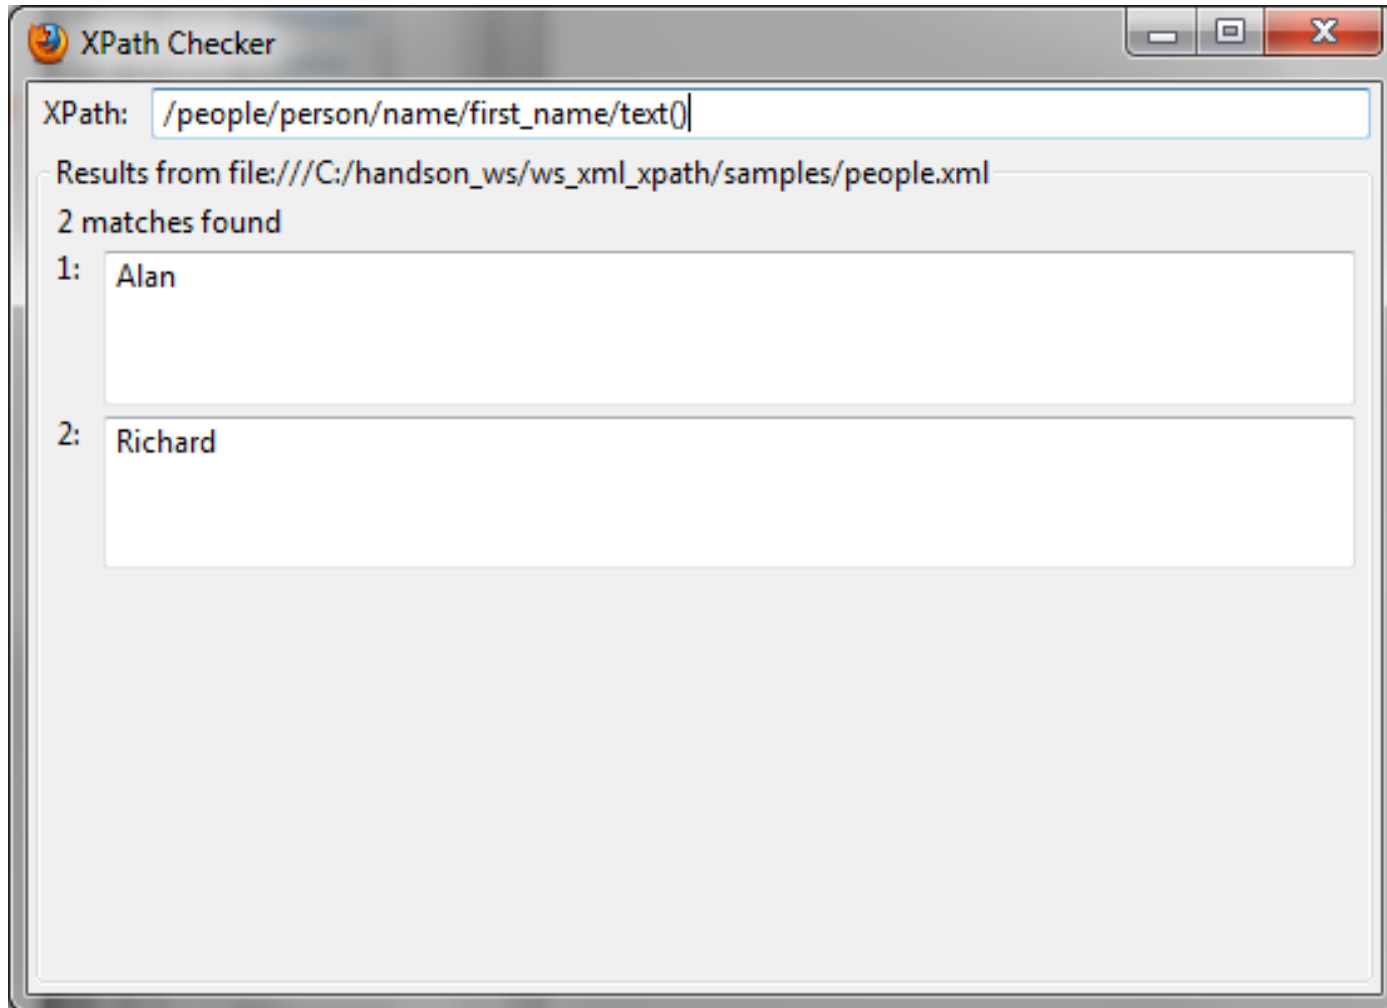 XPath Checker
XPath: /people/person/name/first_name/text()
Results from file:///C:/handson_ws/ws_xml_xpath/samples/people.xml
2 matches found
1: Alan
2: Richard